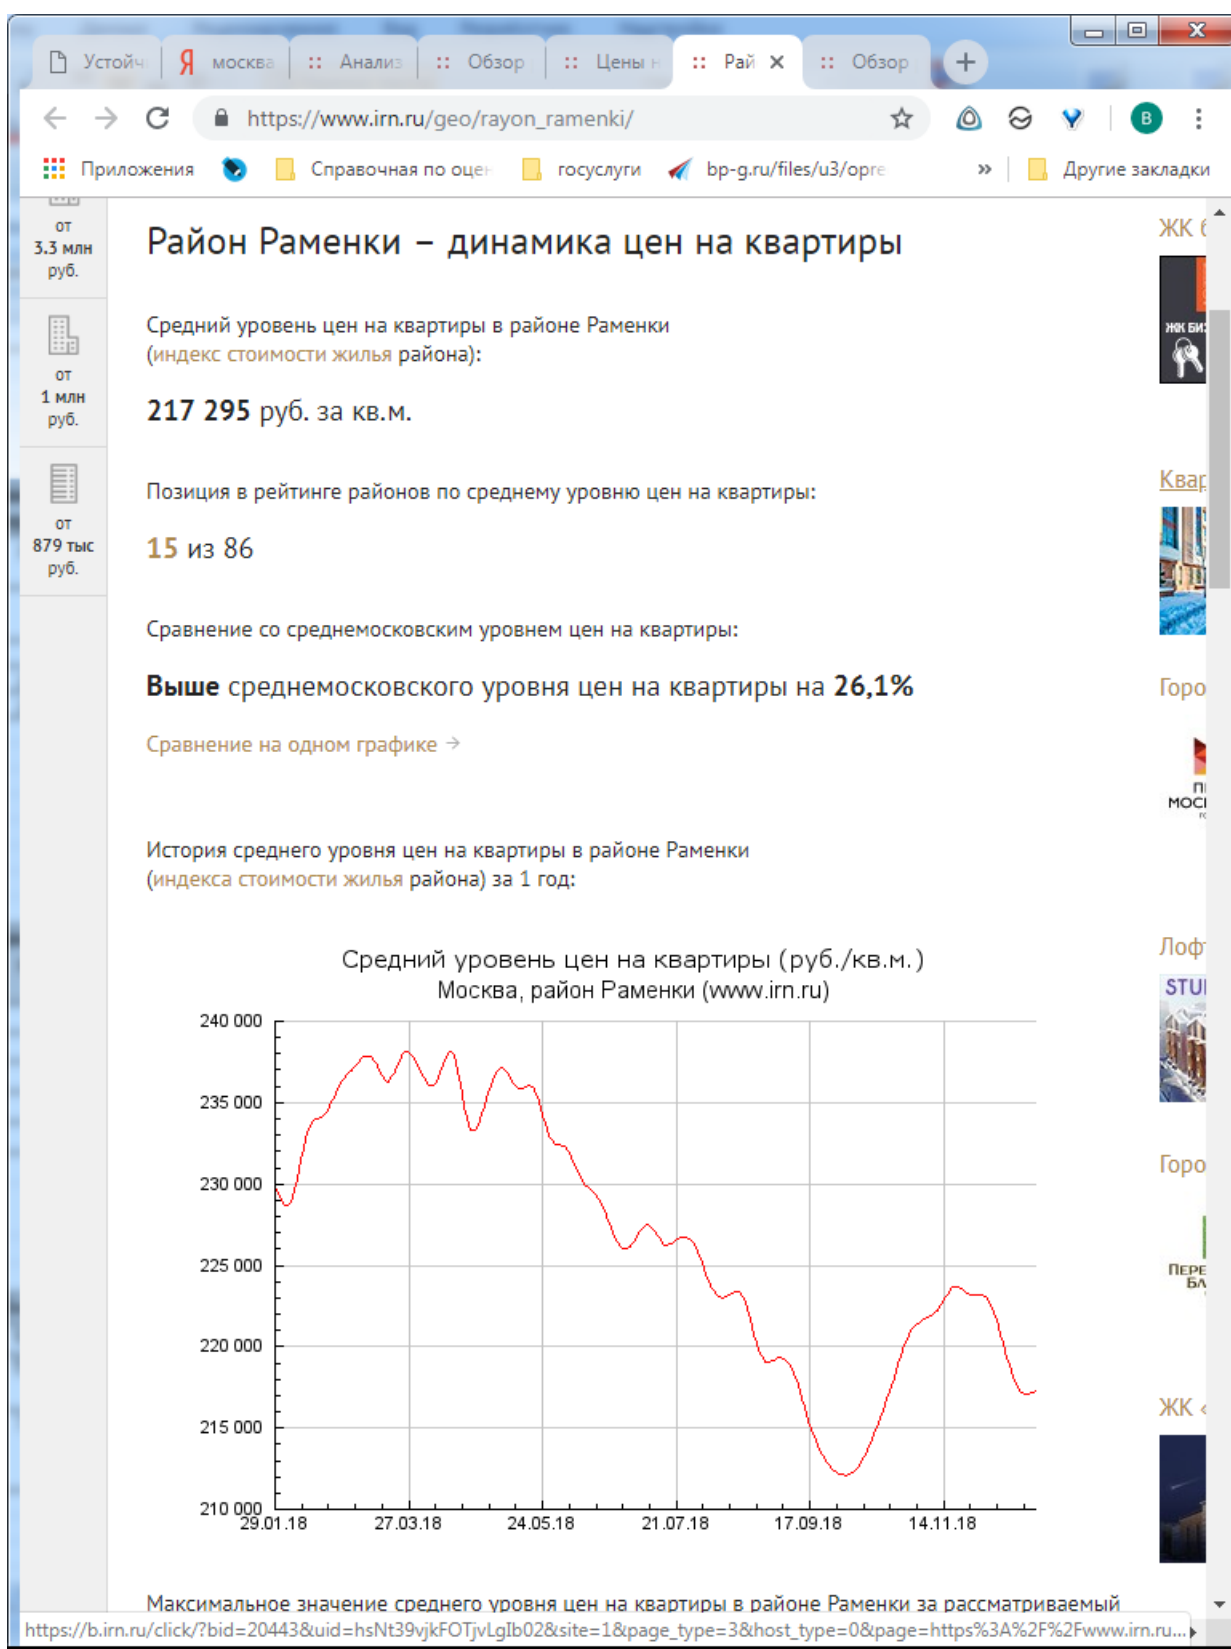 Устойч
Я москва
:: Анализ
:: Обзор
:: Цены н
:: Рай
:: Обзор
https://www.irn.ru/geo/rayon_ramenki/
B
Приложения
Справочная по оцен
госуслуги
bp-g.ru/files/u3/opre
»
Другие закладки
от
3.3 млн
руб.
от
1 млн
руб.
от
879 тыс
руб.
Район Раменки – динамика цен на квартиры
Средний уровень цен на квартиры в районе Раменки
(индекс стоимости жилья района):
217 295 руб. за кв.м.
Позиция в рейтинге районов по среднему уровню цен на квартиры:
15 из 86
Сравнение со среднемосковским уровнем цен на квартиры:
Выше среднемосковского уровня цен на квартиры на 26,1%
Сравнение на одном графике →
История среднего уровня цен на квартиры в районе Раменки
(индекса стоимости жилья района) за 1 год:
Средний уровень цен на квартиры (руб./кв.м.)
Москва, район Раменки (www.irn.ru)
240 000
235 000
230 000
225 000
220 000
215 000
210 000
29.01.18 27.03.18 24.05.18 21.07.18 17.09.18 14.11.18
Максимальное значение среднего уровня цен на квартиры в районе Раменки за рассматриваемый
ЖК б
ЖК БИЗ
Квар
Горо
МОСК
Лофт
STU
Горо
ПЕРЕ
БЛ
ЖК «
https://b.irn.ru/click/?bid=20443&uid=hsNt39vjkFOTjvLgIb02&site=1&page_type=3&host_type=0&page=https%3A%2F%2Fwww.irn.ru...